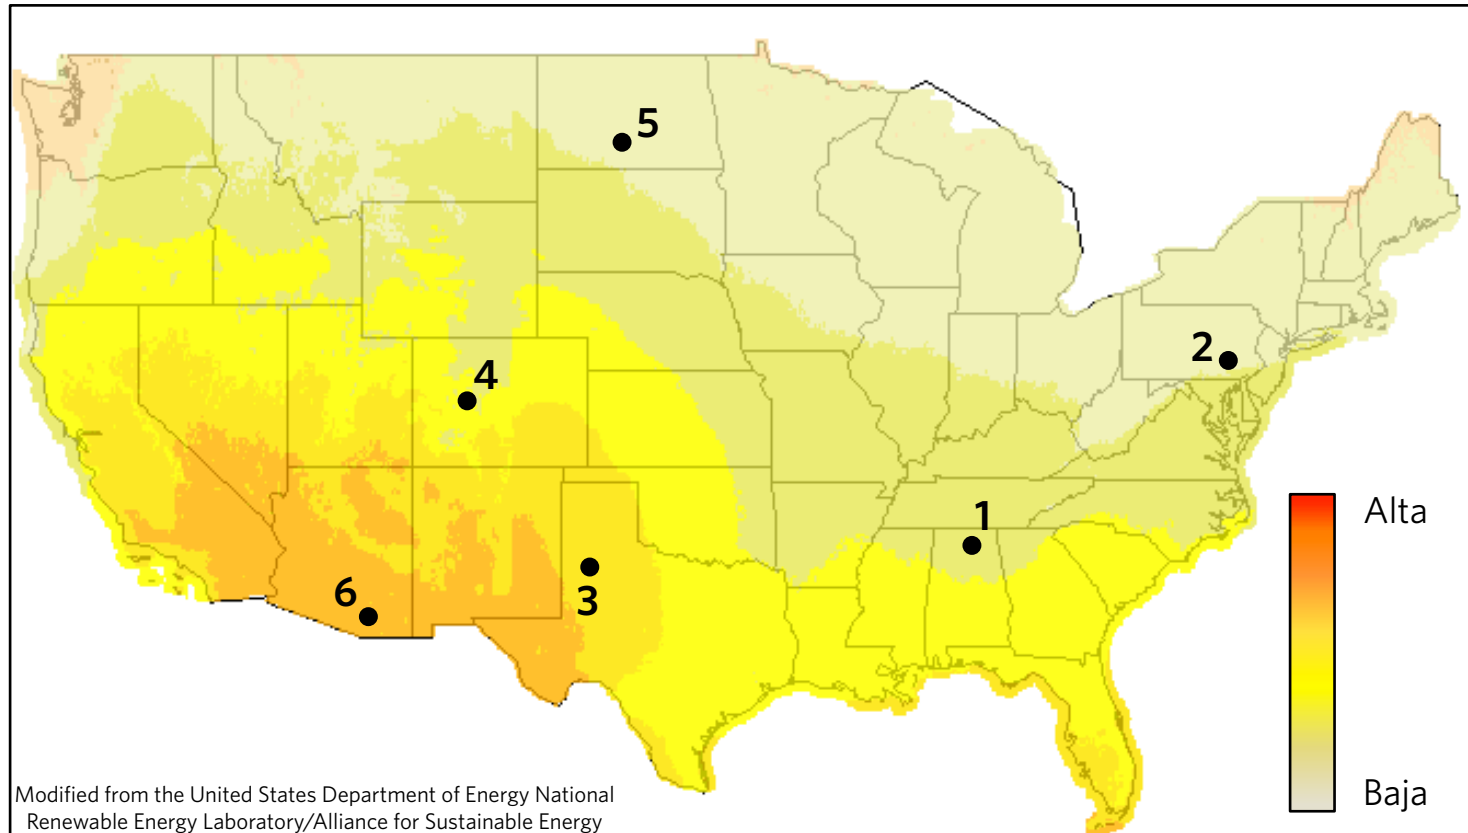 5
2
4
1
3
6
Alta
Baja
Modified from the United States Department of Energy National
Renewable Energy Laboratory/Alliance for Sustainable Energy